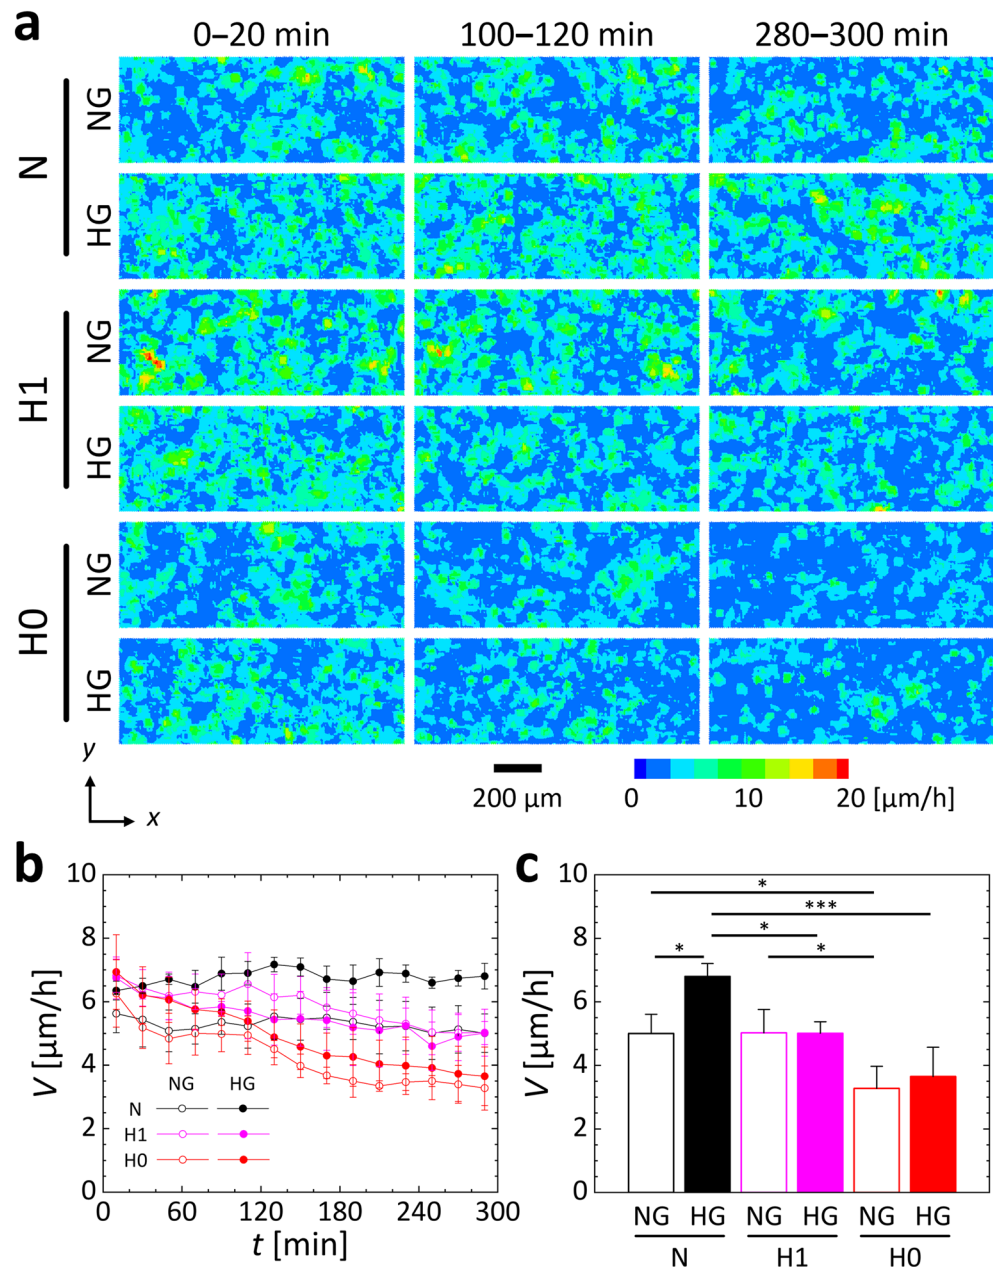 a
0–20 min 100–120 min 280–300 min
N
NG
HG
H1
NG
HG
H0
NG
HG
y
x
200 μm
0 10 20 [μm/h]
b
V [μm/h]
10
8
6
4
2
0
NG HG
N
H1
H0
0 60 120 180 240 300
t [min]
c
V [μm/h]
10
8
6
4
2
0
*
***
*
* *
NG HG NG HG NG HG
N H1 H0